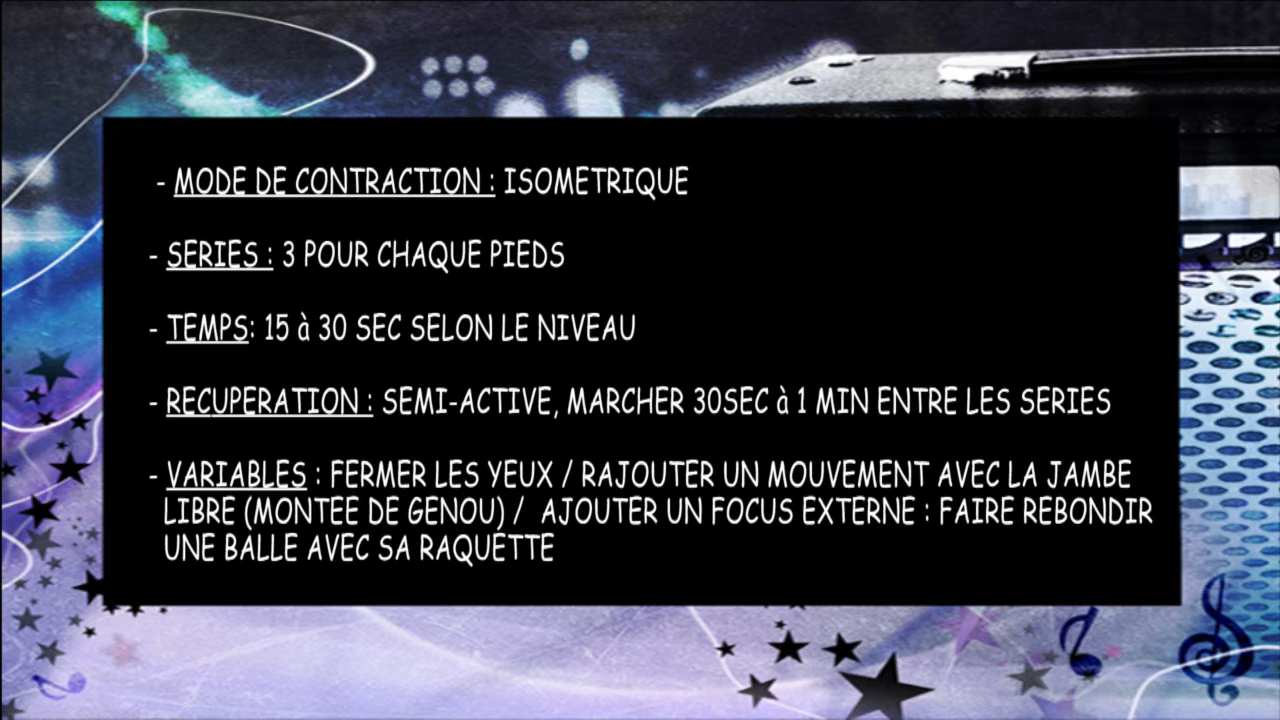 - MODE DE CONTRACTION : ISOMETRIQUE
- SERIES : 3 POUR CHAQUE PIEDS
- TEMPS: 15 à 30 SEC SELON LE NIVEAU
- RECUPERATION : SEMI-ACTIVE, MARCHER 30SEC à 1 MIN ENTRE LES SERIES
- VARIABLES : FERMER LES YEUX / RAJOUTER UN MOUVEMENT AVEC LA JAMBE
LIBRE (MONTEE DE GENOU) / AJOUTER UN FOCUS EXTERNE : FAIRE REBONDIR
UNE BALLE AVEC SA RAQUETTE